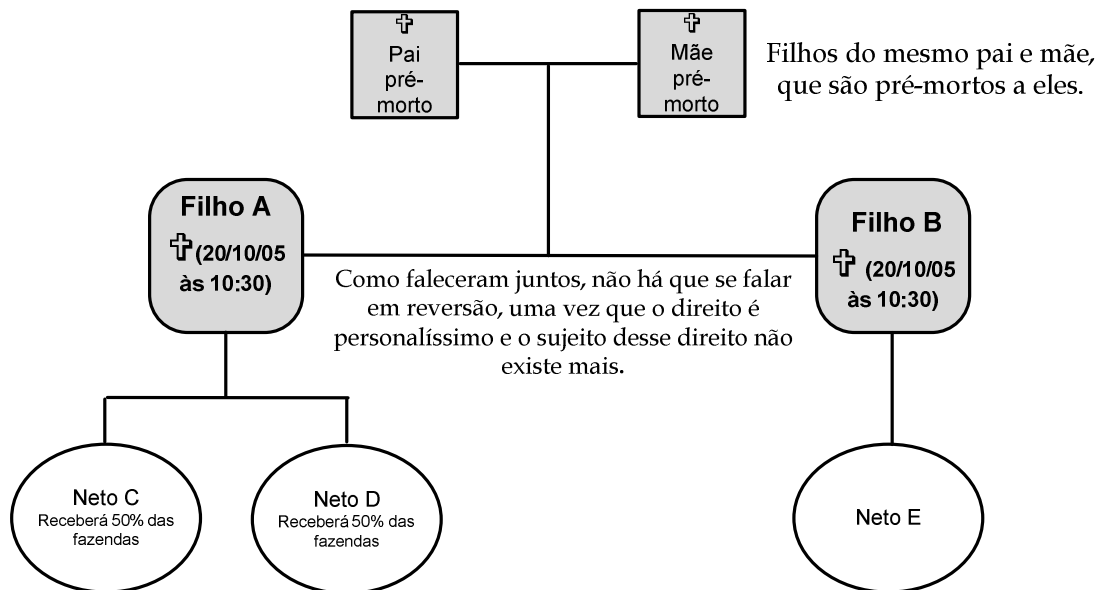 ✞
Pai
pré-
morto
✞
Mãe
pré-
morto
Filhos do mesmo pai e mãe,
que são pré-mortos a eles.
Filho A
✞(20/10/05
às 10:30)
Filho B
✞ (20/10/05
às 10:30)
Como faleceram juntos, não há que se falar
em reversão, uma vez que o direito é
personalíssimo e o sujeito desse direito não
existe mais.
Neto C
Receberá 50% das
fazendas
Neto D
Receberá 50% das
fazendas
Neto E